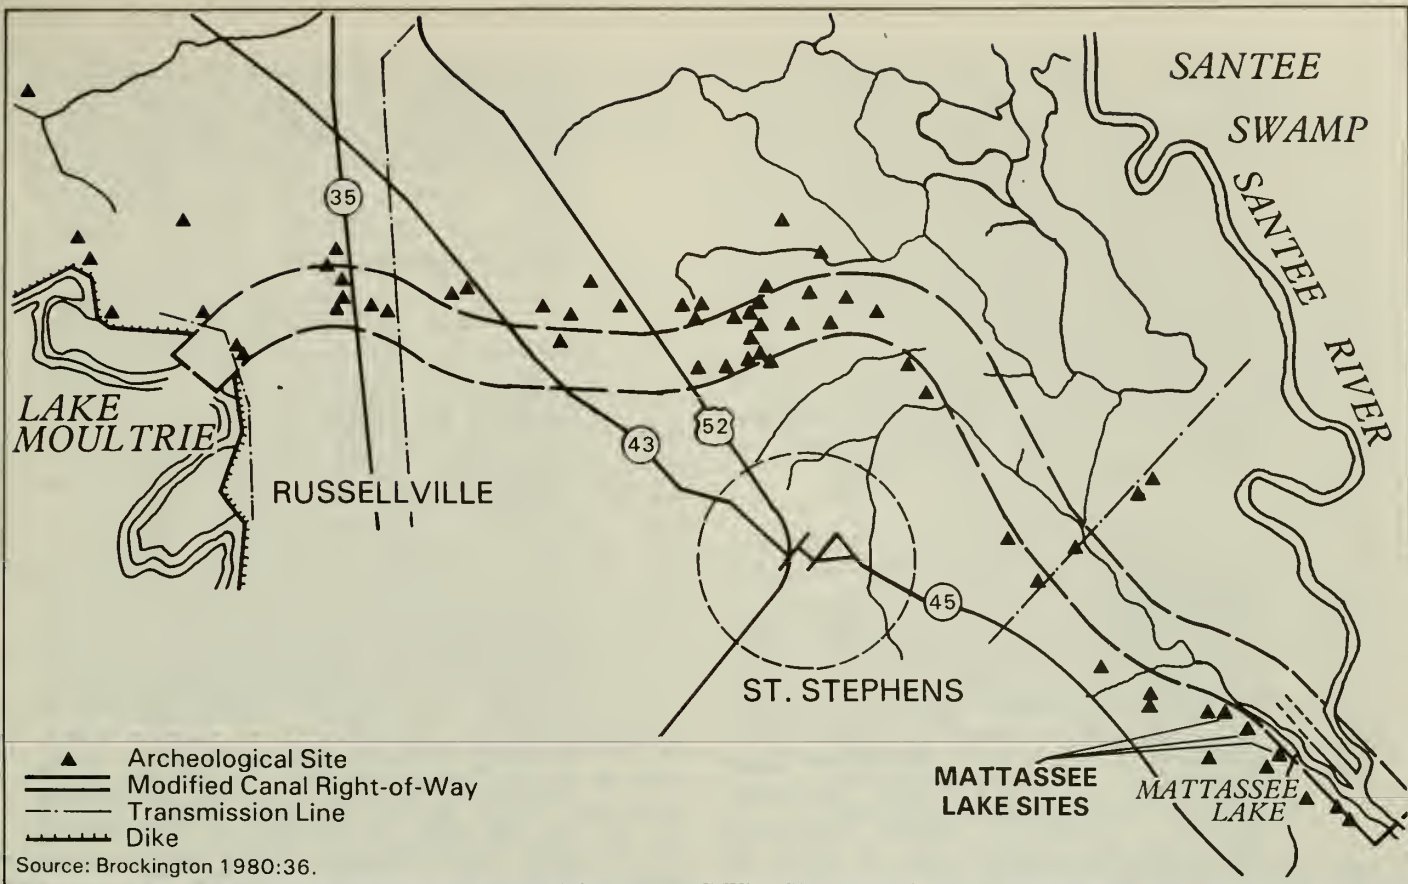 SANTEE
SWAMP
SANTEE
RIVER
35
52
43
45
LAKE
MOULTRIE
RUSSELLVILLE
ST. STEPHENS
MATTASSEE
LAKE SITES
MATTASSEE
LAKE
Archeological Site
Modified Canal Right-of-Way
Transmission Line
Dike
Source: Brockington 1980:36.